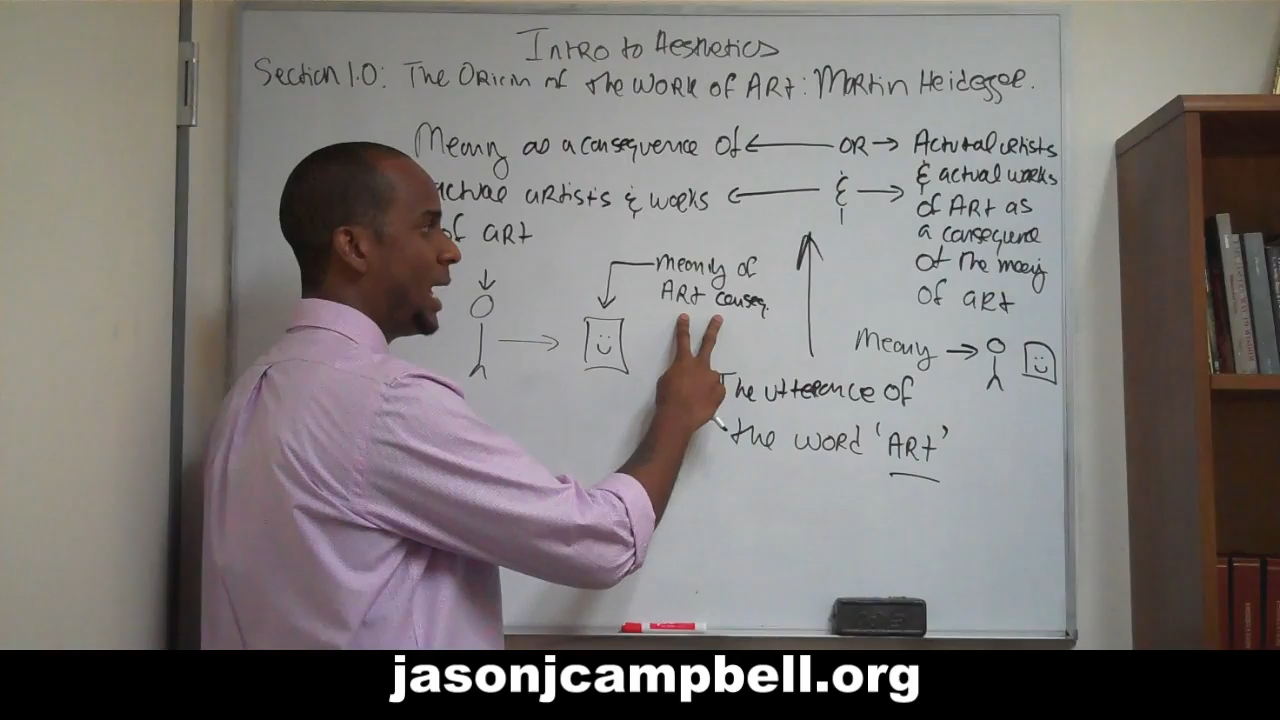 Intro to Aesthetics
Section 1.0: The Origin of the Work of Art: Martin Heidegger.
Meaning as a consequence of
actual artists & works
of art
OR
&
Actual artists
& actual works
of Art as
a consequence
of the meaning
of art
meaning of
Art conseq.
Meaning
The utterance of
the word 'Art'
jasonjcampbell.org